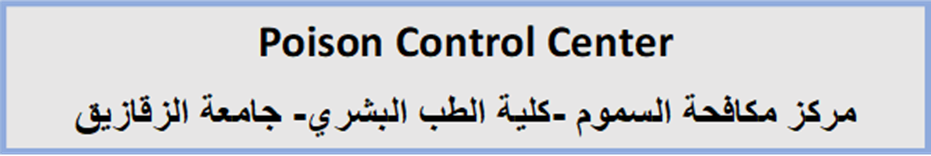 Poison Control Center
مركز مكافحة السموم -كلية الطب البشري- جامعة الزقازيق